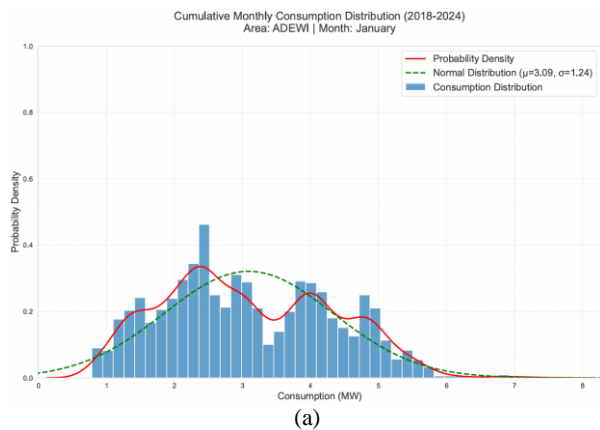 Cumulative Monthly Consumption Distribution (2018-2024)
Area: ADEWI | Month: January
Probability Density
Normal Distribution (μ=3.09, σ=1.24)
Consumption Distribution
1.0
0.8
0.6
0.4
0.2
0.0
Probability Density
0 1 2 3 4 5 6 7 8
Consumption (MW)
(a)